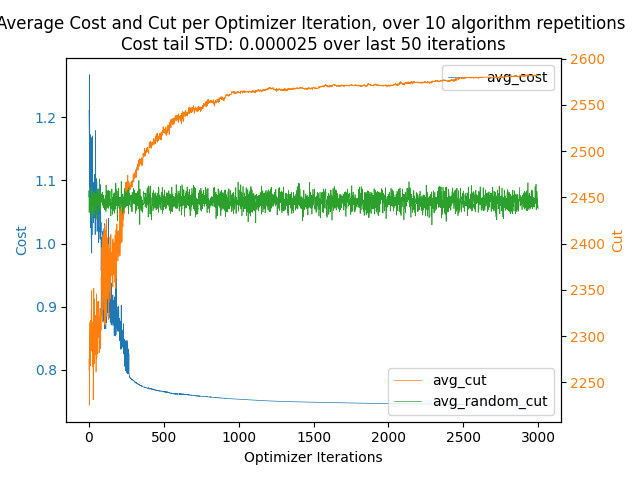 Average Cost and Cut per Optimizer Iteration, over 10 algorithm repetitions
Cost tail STD: 0.000025 over last 50 iterations
avg_cost
Cost
1.2
1.1
1.0
0.9
0.8
2600
2550
2500
2450
2400
2350
2300
2250
Cut
avg_cut
avg_random_cut
0 500 1000 1500 2000 2500 3000
Optimizer Iterations